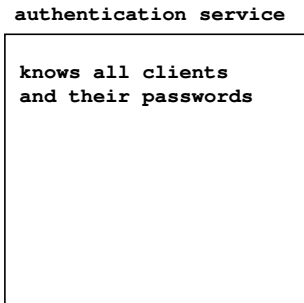 authentication service
knows all clients
and their passwords